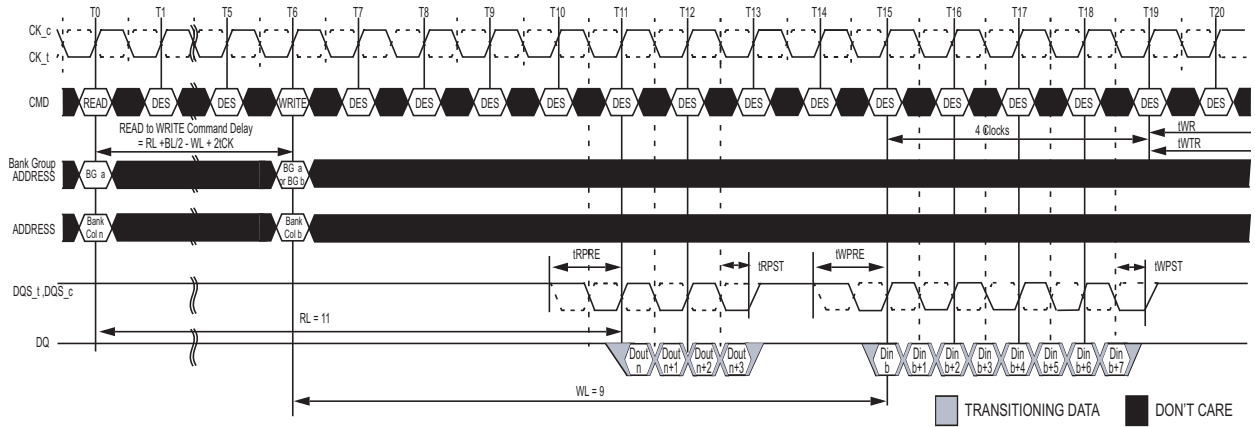 T0 T1 T5 T6 T7 T8 T9 T10 T11 T12 T13 T14 T15 T16 T17 T18 T19 T20
CK_c
CK_t
CMD READ DES DES WRITE DES DES DES DES DES DES DES DES DES DES DES DES DES DES
READ to WRITE Command Delay
= RL +BL/2 - WL + 2tCK
4 Clocks
tWR
tWTR
Bank Group
ADDRESS
BG a
BG a
or BG b
ADDRESS
Bank
Col n
Bank
Col b
tRPRE
tRPST
tWPRE
tWPST
DQS_t ,DQS_c
RL = 11
DQ
Dout
n
Dout
n+1
Dout
n+2
Dout
n+3
Din
b
Din
b+1
Din
b+2
Din
b+3
Din
b+4
Din
b+5
Din
b+6
Din
b+7
WL = 9
TRANSITIONING DATA
DON'T CARE